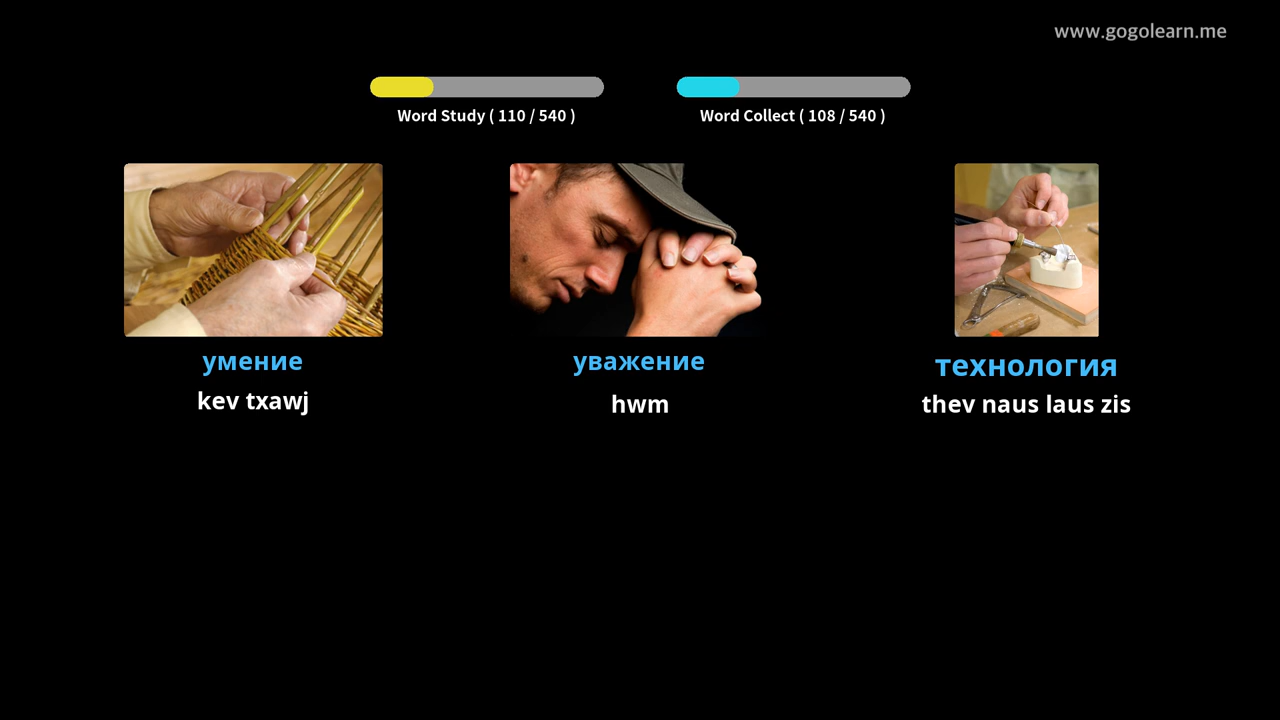 www.gogolearn.me
Word Study ( 110 / 540 )
Word Collect ( 108 / 540 )
умение
уважение
технология
kev txawj
hwm
thev naus laus zis